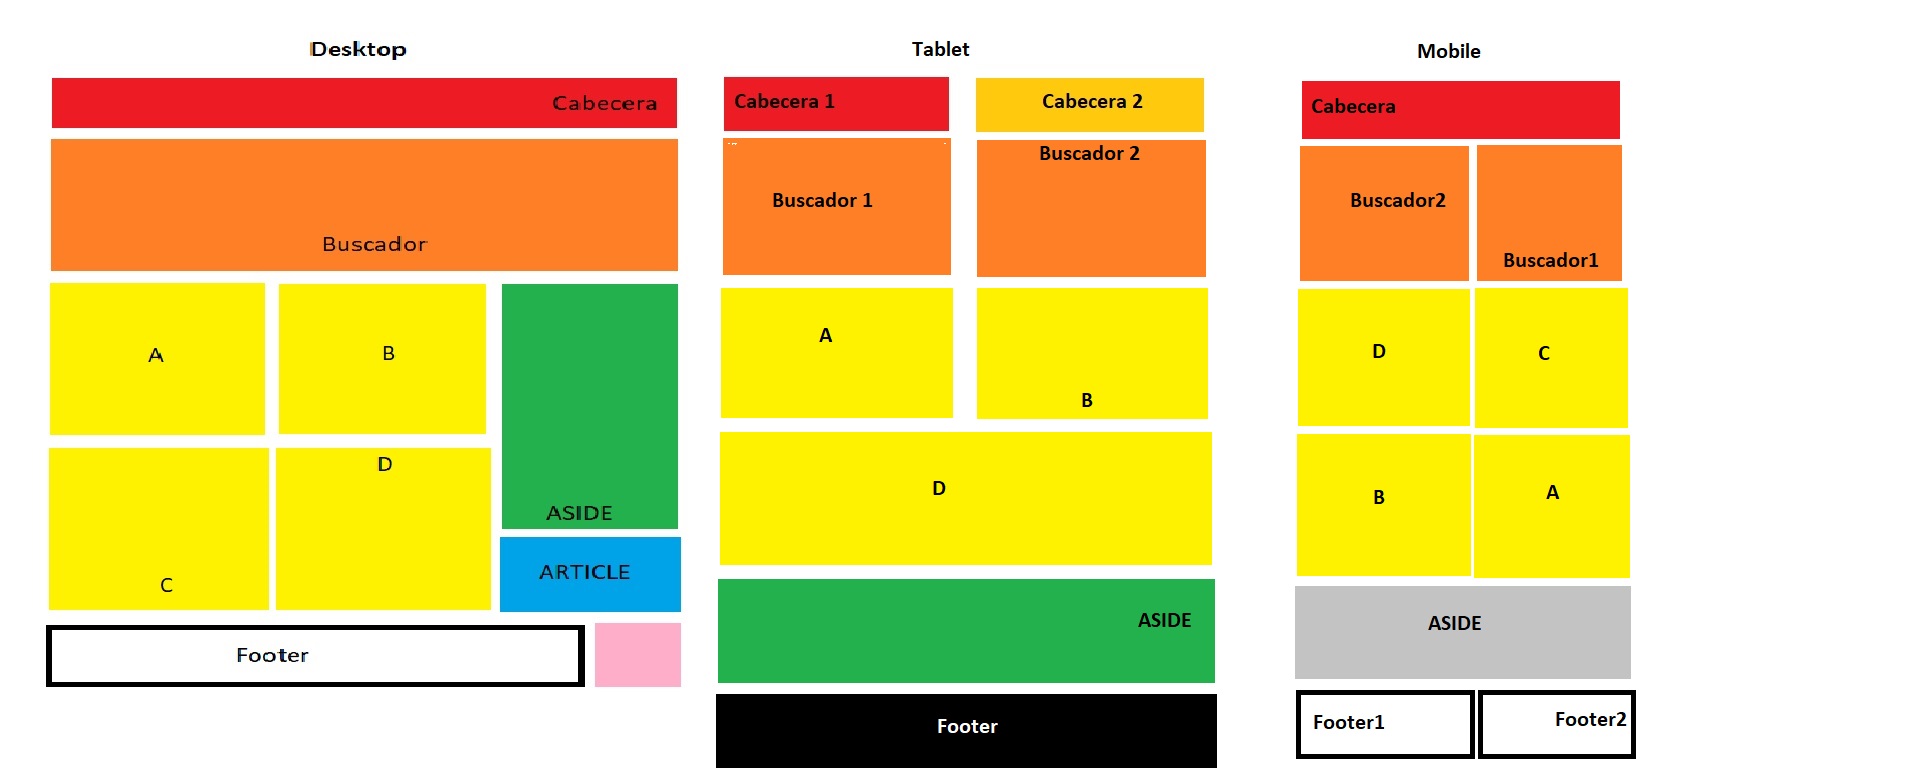 Desktop
Cabecera
Buscador
A
B
ASIDE
D
C
ARTICLE
Footer
Tablet
Cabecera 1
Cabecera 2
Buscador 1
Buscador 2
A
B
D
ASIDE
Footer
Mobile
Cabecera
Buscador2
Buscador1
D
C
B
A
ASIDE
Footer1
Footer2